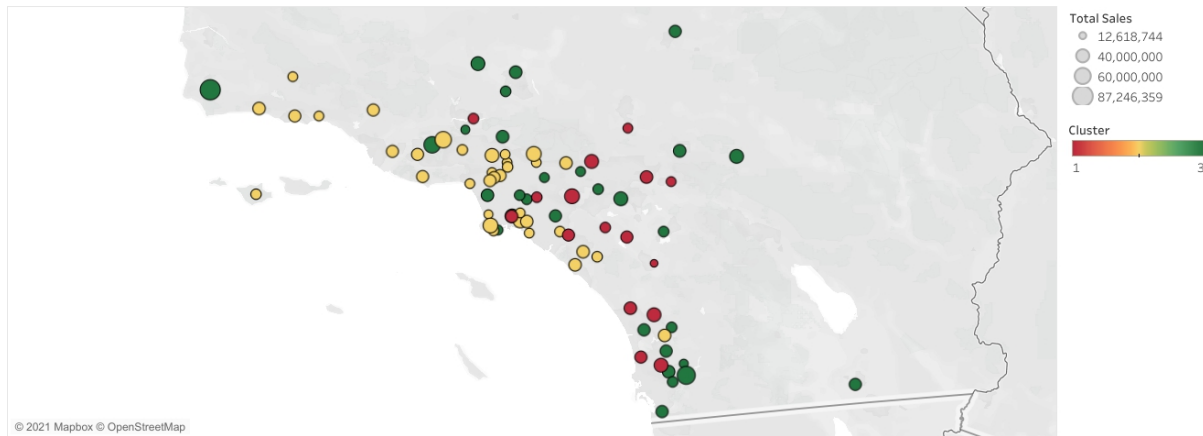 Total Sales
12,618,744
40,000,000
60,000,000
87,246,359
Cluster
1 3
© 2021 Mapbox © OpenStreetMap